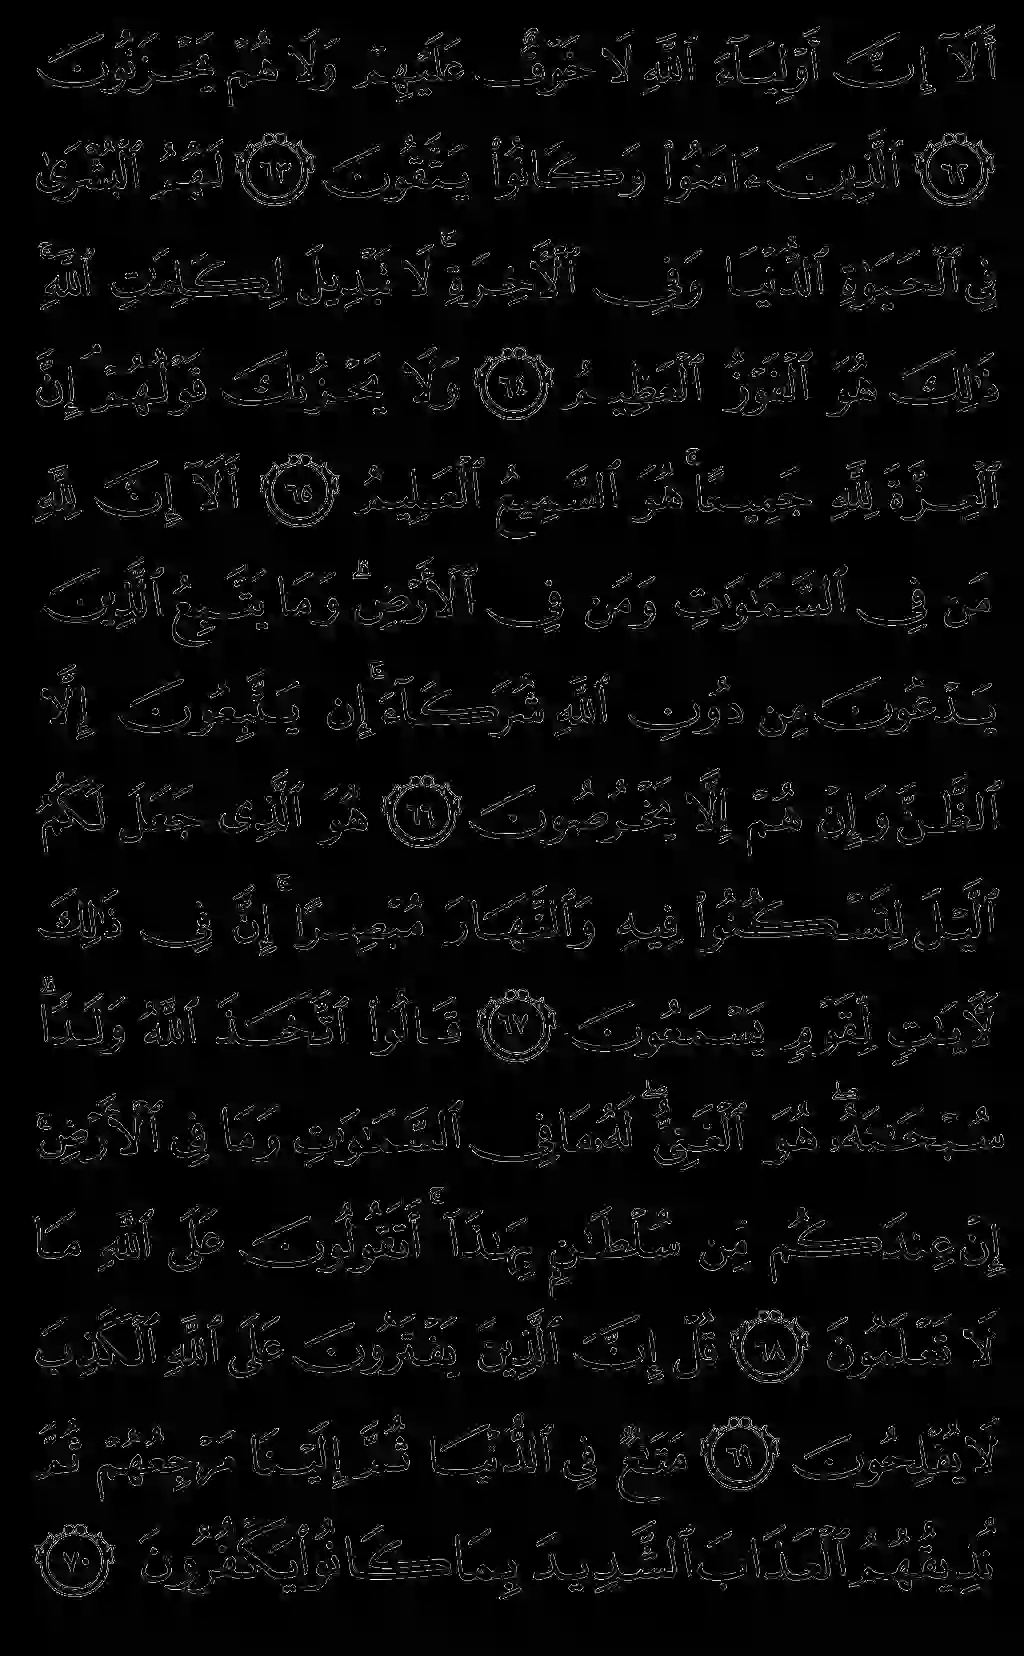 أَلَآ إِنَّ أَوْلِيَآءَ ٱللَّهِ لَا خَوْفٌ عَلَيْهِمْ وَلَا هُمْ يَحْزَنُونَ
٦٢ ٱلَّذِينَ ءَامَنُوا۟ وَكَانُوا۟ يَتَّقُونَ ٦٣ لَهُمُ ٱلْبُشْرَىٰ
فِى ٱلْحَيَوٰةِ ٱلدُّنْيَا وَفِى ٱلْءَاخِرَةِ ۚ لَا تَبْدِيلَ لِكَلِمَٰتِ ٱللَّهِ ۚ
ذَٰلِكَ هُوَ ٱلْفَوْزُ ٱلْعَظِيمُ ٦٤ وَلَا يَحْزُنكَ قَوْلُهُمْ ۘ إِنَّ
ٱلْعِزَّةَ لِلَّهِ جَمِيعًا ۚ هُوَ ٱلسَّمِيعُ ٱلْعَلِيمُ ٦٥ أَلَآ إِنَّ لِلَّهِ
مَن فِى ٱلسَّمَٰوَٰتِ وَمَن فِى ٱلْأَرْضِ ۗ وَمَا يَتَّبِعُ ٱلَّذِينَ
يَدْعُونَ مِن دُونِ ٱللَّهِ شُرَكَآءَ ۚ إِن يَتَّبِعُونَ إِلَّا
ٱلظَّنَّ وَإِنْ هُمْ إِلَّا يَخْرُصُونَ ٦٦ هُوَ ٱلَّذِى جَعَلَ لَكُمُ
ٱلَّيْلَ لِتَسْكُنُوا۟ فِيهِ وَٱلنَّهَارَ مُبْصِرًا ۚ إِنَّ فِى ذَٰلِكَ
لَءَايَٰتٍ لِّقَوْمٍ يَسْمَعُونَ ٦٧ قَالُوا۟ ٱتَّخَذَ ٱللَّهُ وَلَدًا ۗ
سُبْحَٰنَهُۥ ۖ هُوَ ٱلْغَنِىُّ ۖ لَهُۥ مَا فِى ٱلسَّمَٰوَٰتِ وَمَا فِى ٱلْأَرْضِ ۚ
إِنْ عِندَكُم مِّن سُلْطَٰنٍۭ بِهَٰذَآ ۚ أَتَقُولُونَ عَلَى ٱللَّهِ مَا
لَا تَعْلَمُونَ ٦٨ قُلْ إِنَّ ٱلَّذِينَ يَفْتَرُونَ عَلَى ٱللَّهِ ٱلْكَذِبَ
لَا يُفْلِحُونَ ٦٩ مَتَٰعٌ فِى ٱلدُّنْيَا ثُمَّ إِلَيْنَا مَرْجِعُهُمْ ثُمَّ
نُذِيقُهُمُ ٱلْعَذَابَ ٱلشَّدِيدَ بِمَا كَانُوا۟ يَكْفُرُونَ ٧٠